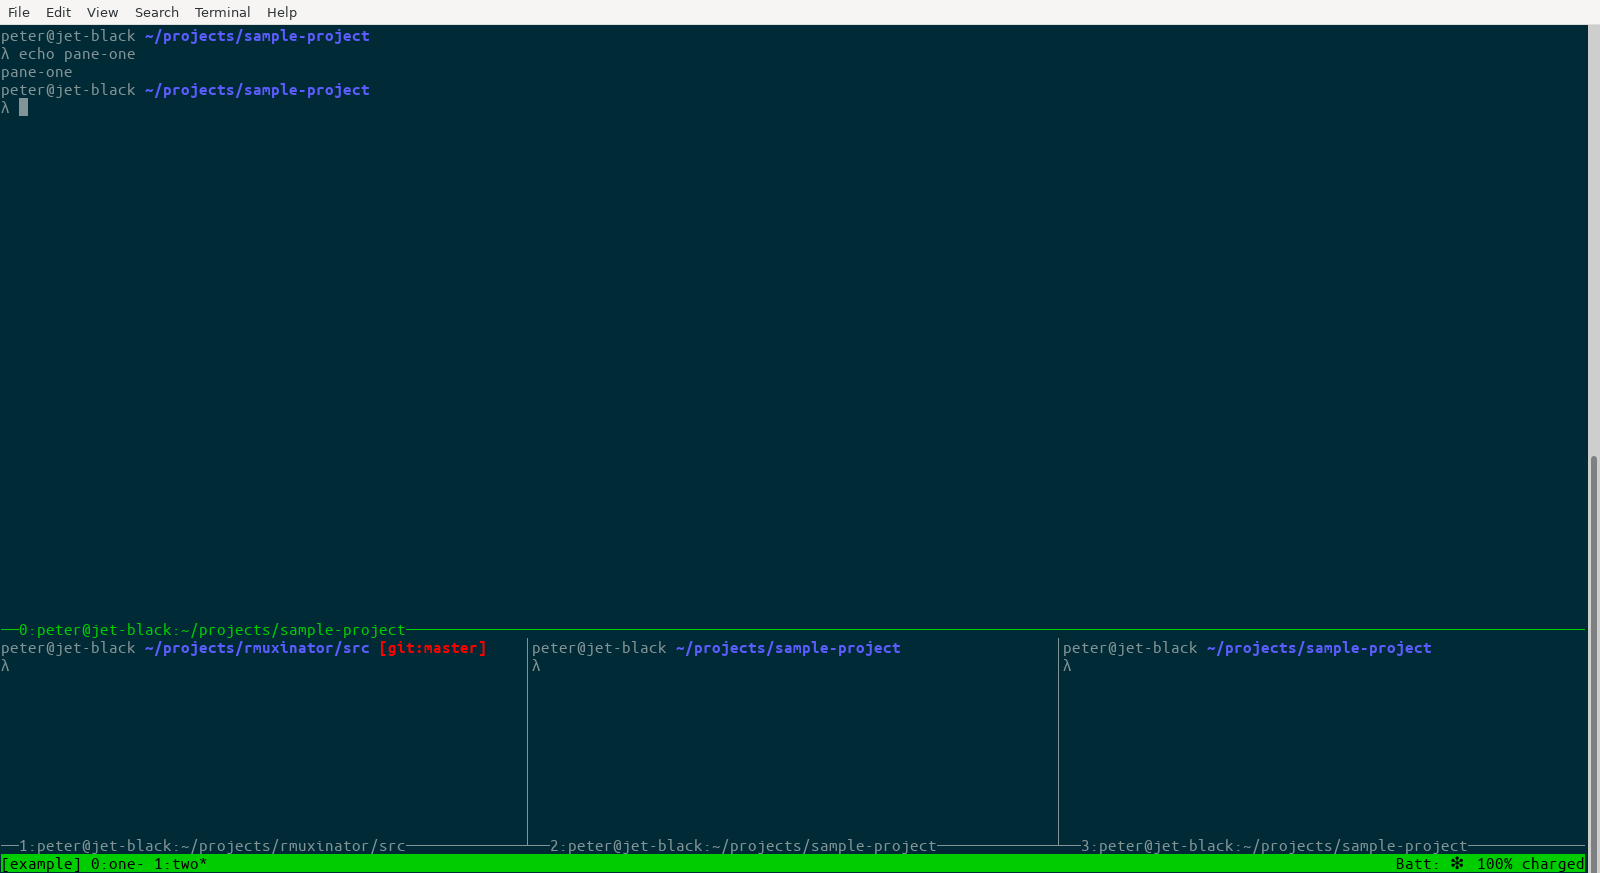 File Edit View Search Terminal Help
peter@jet-black ~/projects/sample-project
λ echo pane-one
pane-one
peter@jet-black ~/projects/sample-project
λ
0:peter@jet-black:~/projects/sample-project
peter@jet-black ~/projects/rmuxinator/src [git:master]
λ
peter@jet-black ~/projects/sample-project
λ
peter@jet-black ~/projects/sample-project
λ
1:peter@jet-black:~/projects/rmuxinator/src
2:peter@jet-black:~/projects/sample-project
3:peter@jet-black:~/projects/sample-project
[example] 0:one- 1:two* Batt: ✻ 100% charged